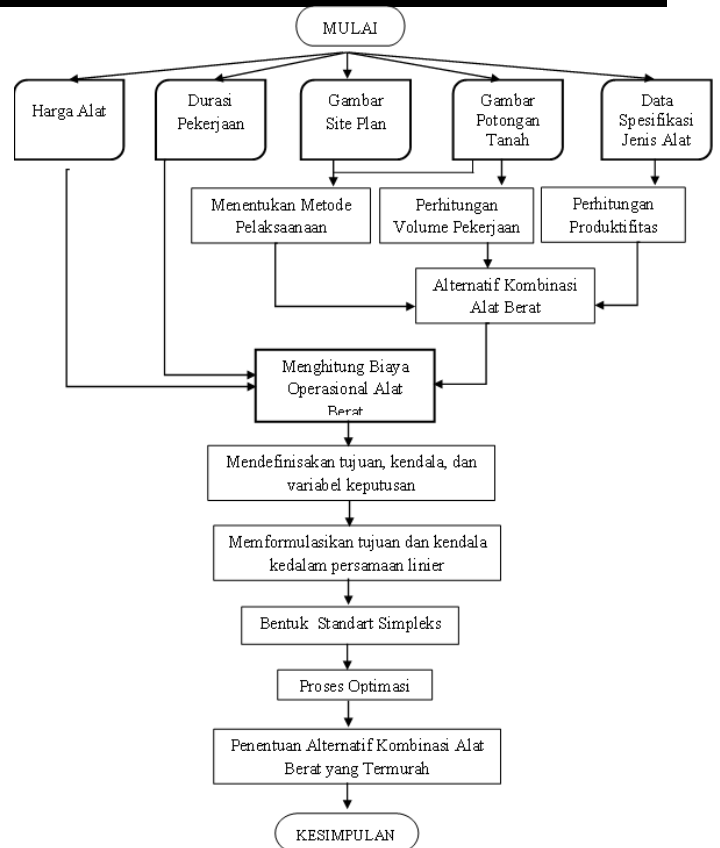 MULAI
Harga Alat
Durasi
Pekerjaan
Gambar
Site Plan
Gambar
Potongan
Tanah
Data
Spesifikasi
Jenis Alat
Menentukan Metode
Pelaksanaan
Perhitungan
Volume Pekerjaan
Perhitungan
Produktifitas
Alternatif Kombinasi
Alat Berat
Menghitung Biaya
Operasional Alat
Berat
Mendefinisakan tujuan, kendala, dan
variabel keputusan
Memformulasikan tujuan dan kendala
kedalam persamaan linier
Bentuk Standart Simpleks
Proses Optimasi
Penentuan Alternatif Kombinasi Alat
Berat yang Termurah
KESIMPULAN